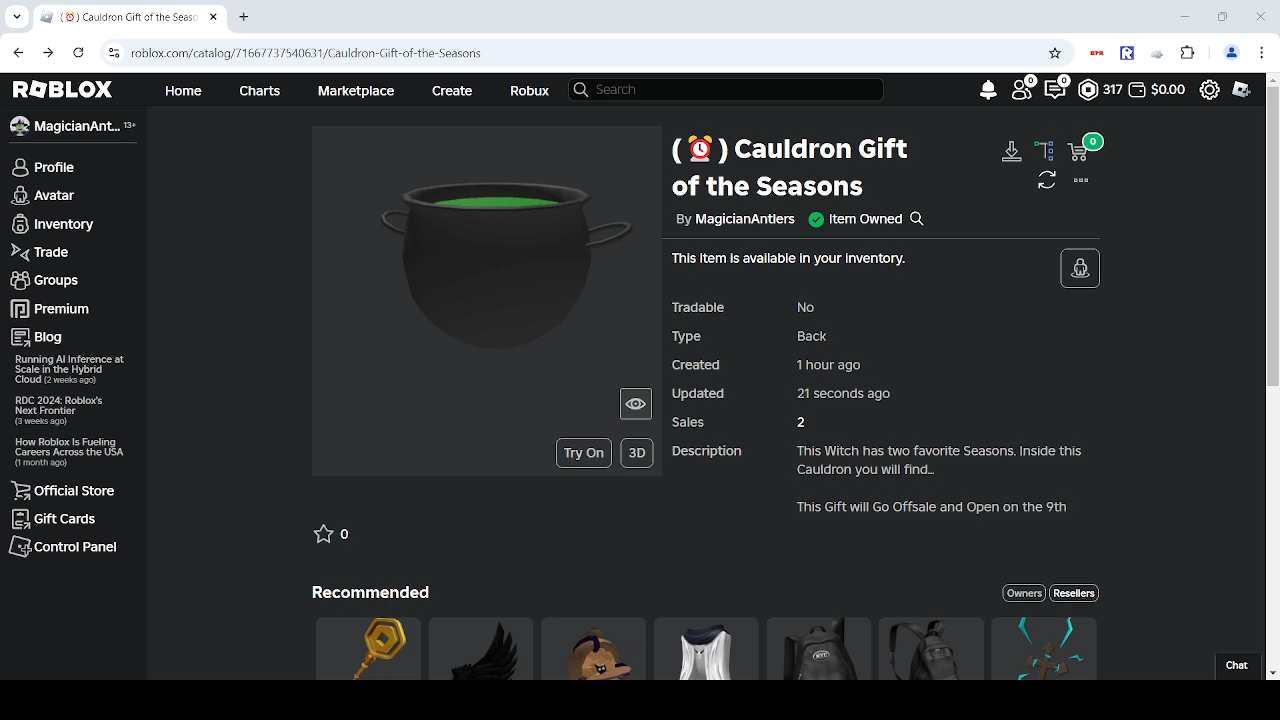 ( ⏰ ) Cauldron Gift of the Seaso
roblox.com/catalog/71667737540631/Cauldron-Gift-of-the-Seasons
ROBLOX
Home
Charts
Marketplace
Create
Robux
Search
0
0
317
$0.00
MagicianAnt... 13+
Profile
Avatar
Inventory
Trade
Groups
Premium
Blog
Running AI Inference at
Scale in the Hybrid
Cloud (2 weeks ago)
RDC 2024: Roblox's
Next Frontier
(3 weeks ago)
How Roblox Is Fueling
Careers Across the USA
(1 month ago)
Official Store
Gift Cards
Control Panel
Try On
3D
0
( ⏰ ) Cauldron Gift
of the Seasons
0
By MagicianAntlers
Item Owned
This item is available in your inventory.
Tradable No
Type Back
Created 1 hour ago
Updated 21 seconds ago
Sales 2
Description This Witch has two favorite Seasons. Inside this
Cauldron you will find...
This Gift will Go Offsale and Open on the 9th
Recommended
Owners
Resellers
NYC
Chat